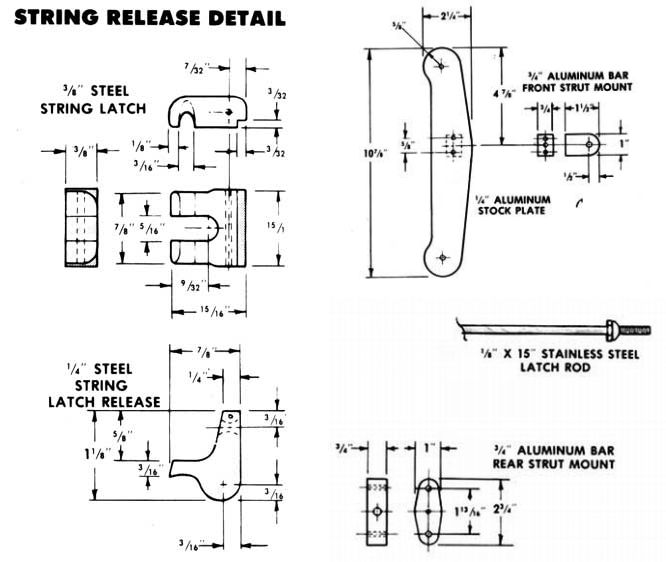 STRING RELEASE DETAIL
7/32"
3/8" STEEL
STRING LATCH
3/32
1/8"
3/16"
3/32
3/8"
7/8"
5/16"
15/1
9/32"
15/16"
7/8"
1/4" STEEL
STRING
LATCH RELEASE
1/4"
3/16
5/8"
1 1/8"
3/16"
3/16
3/16"
2 1/4"
5/8"
4 7/8"
3/4" ALUMINUM BAR
FRONT STRUT MOUNT
3/4
1 1/2"
10 7/8"
5/8"
1"
1/2"
1/4" ALUMINUM
STOCK PLATE
1/8" X 15" STAINLESS STEEL
LATCH ROD
3/4"
1"
3/4" ALUMINUM BAR
REAR STRUT MOUNT
1 13/16"
2 3/4"